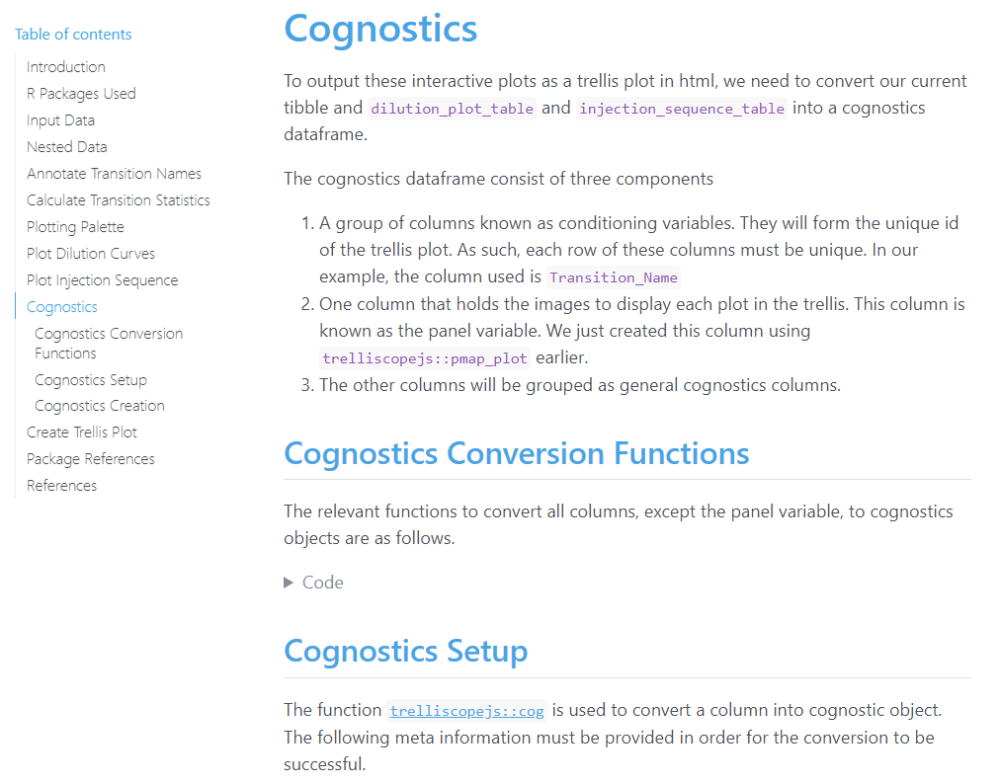 Table of contents
Introduction
R Packages Used
Input Data
Nested Data
Annotate Transition Names
Calculate Transition Statistics
Plotting Palette
Plot Dilution Curves
Plot Injection Sequence
Cognostics
Cognostics Conversion
Functions
Cognostics Setup
Cognostics Creation
Create Trellis Plot
Package References
References
Cognostics
To output these interactive plots as a trellis plot in html, we need to convert our current
tibble and dilution_plot_table and injection_sequence_table into a cognostics
dataframe.
The cognostics dataframe consist of three components
1. A group of columns known as conditioning variables. They will form the unique id
of the trellis plot. As such, each row of these columns must be unique. In our
example, the column used is Transition_Name
2. One column that holds the images to display each plot in the trellis. This column is
known as the panel variable. We just created this column using
trelliscopejs::pmap_plot earlier.
3. The other columns will be grouped as general cognostics columns.
Cognostics Conversion Functions
The relevant functions to convert all columns, except the panel variable, to cognostics
objects are as follows.
Code
Cognostics Setup
The function trelliscopejs::cog is used to convert a column into cognostic object.
The following meta information must be provided in order for the conversion to be
successful.